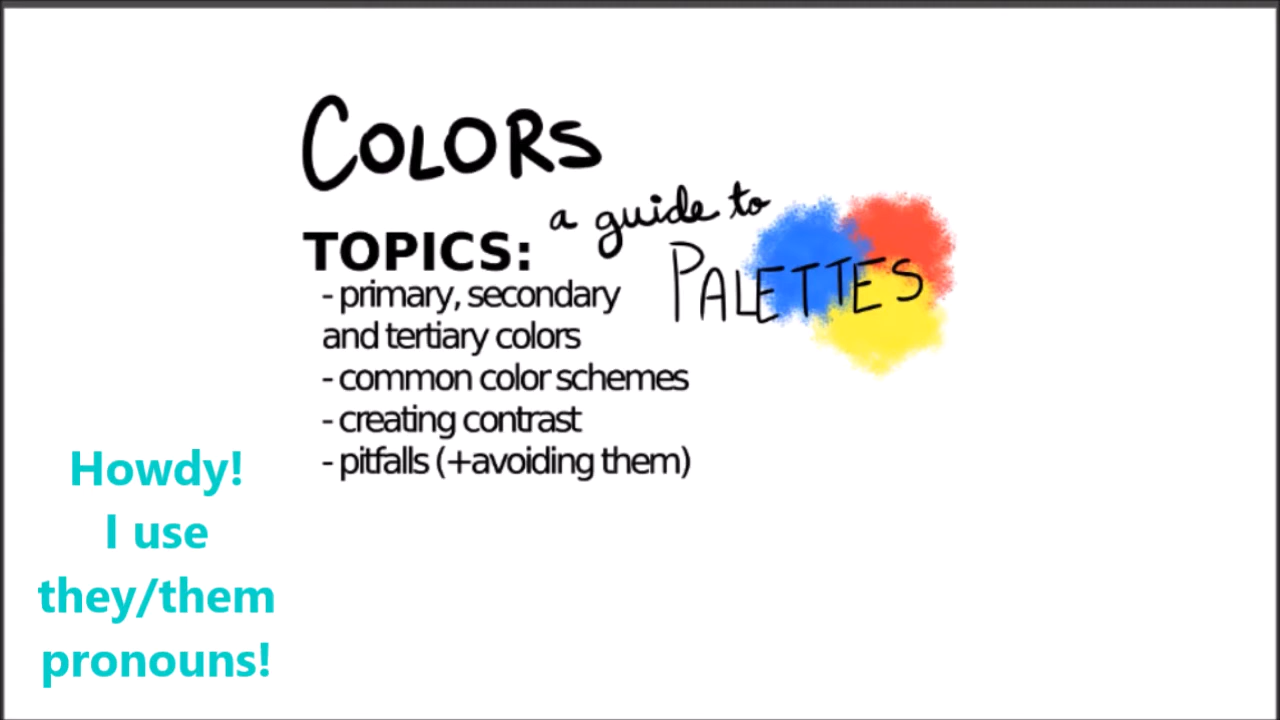 COLORS
a guide to
PALETTES
TOPICS:
- primary, secondary
and tertiary colors
- common color schemes
- creating contrast
- pitfalls (+avoiding them)
Howdy!
I use
they/them
pronouns!